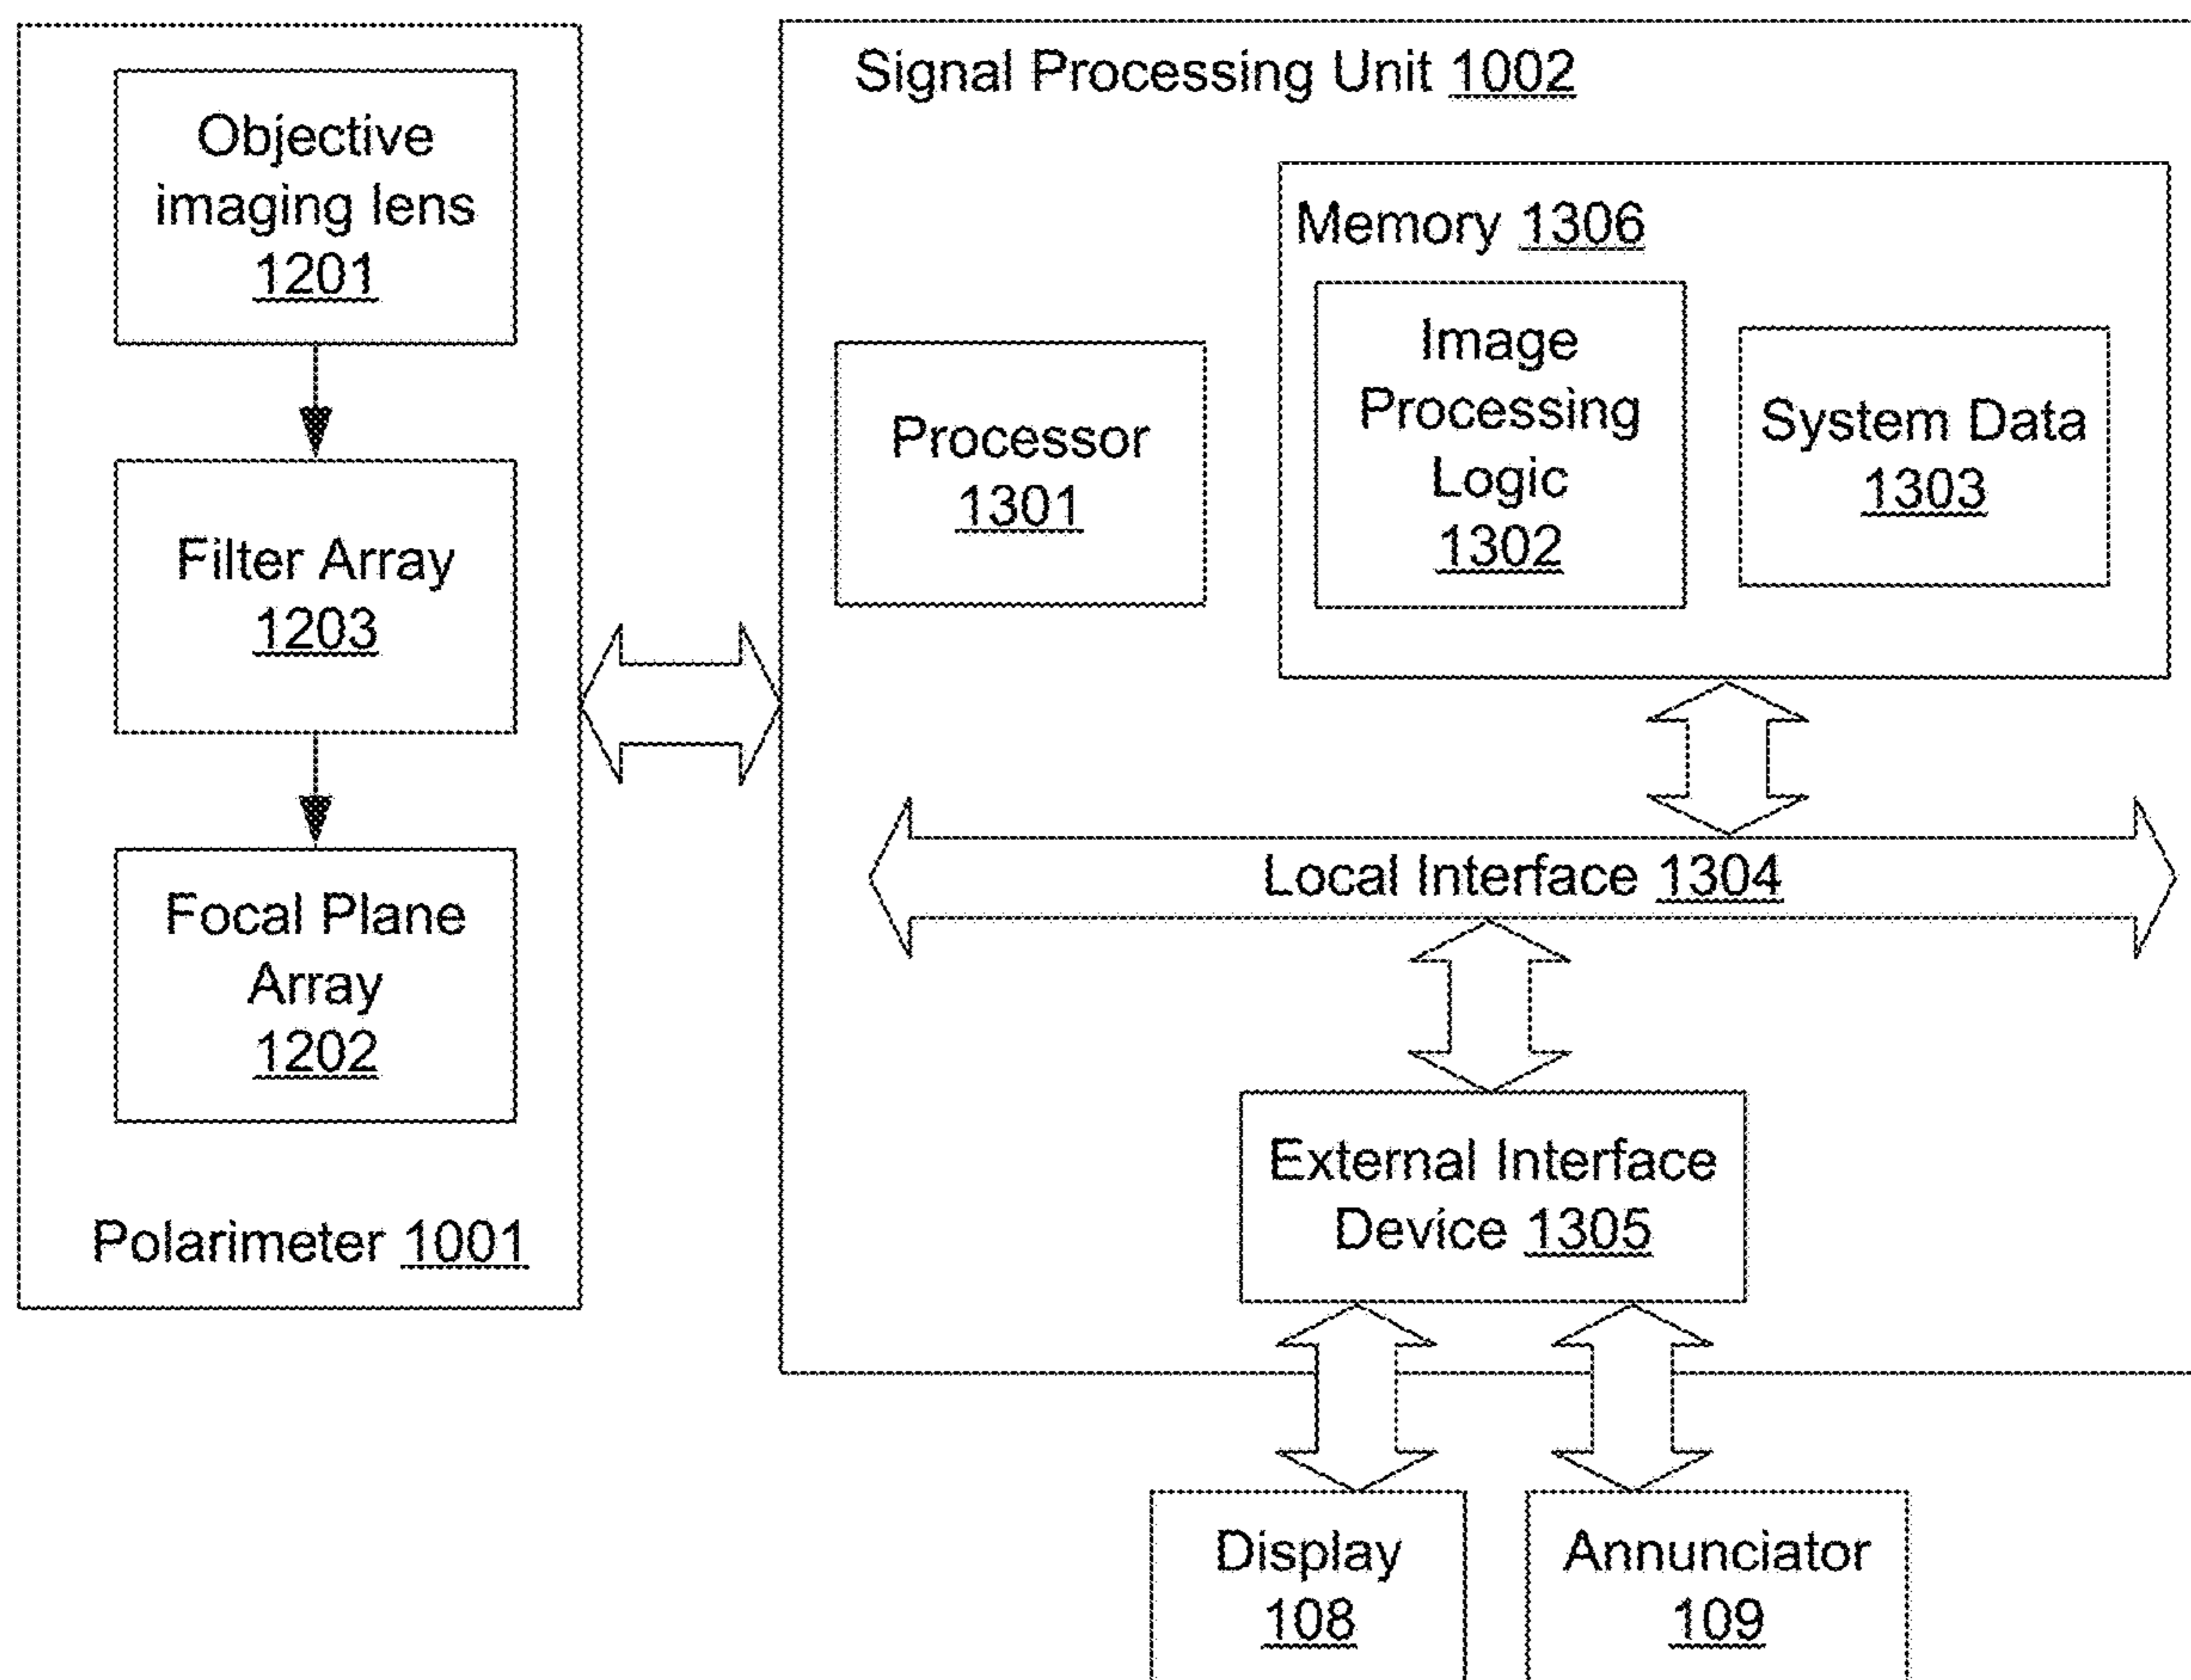 Objective
imaging lens
1201
Filter Array
1203
Focal Plane
Array
1202
Polarimeter 1001
Signal Processing Unit 1002
Memory 1306
Image
Processing
Logic
1302
System Data
1303
Processor
1301
Local Interface 1304
External Interface
Device 1305
Display
108
Annunciator
109